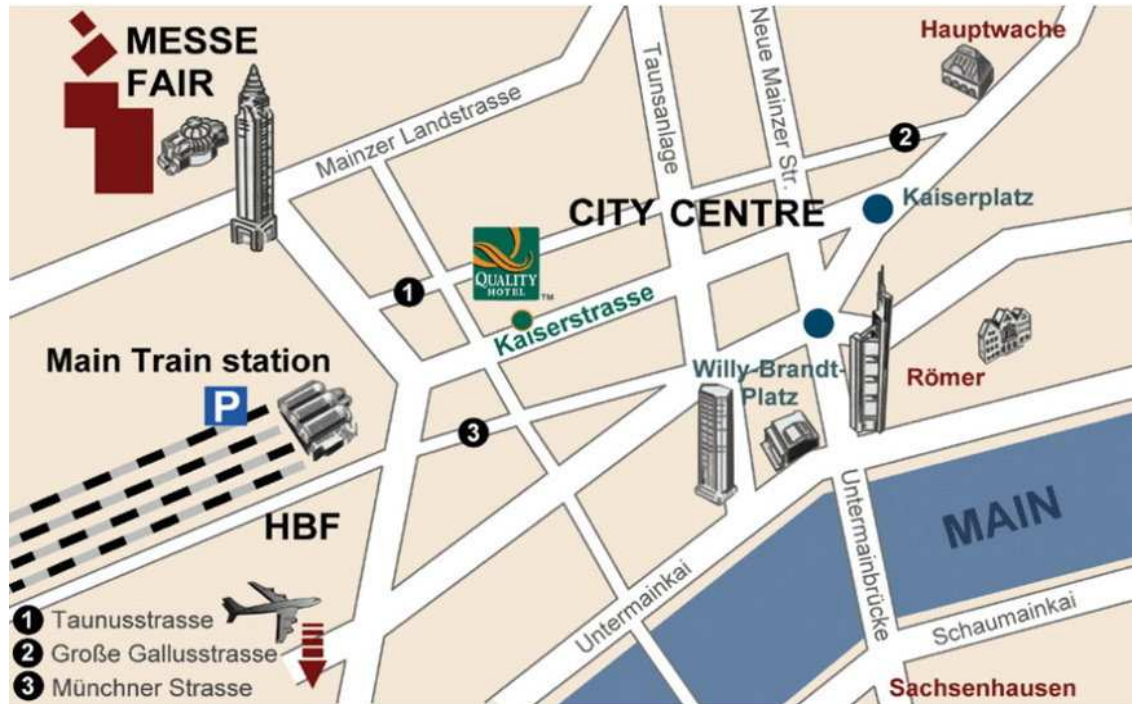 MESSE
FAIR
Hauptwache
Mainzer Landstrasse
Taunsanlage
Neue Mainzer Str.
2
Kaiserplatz
CITY CENTRE
QUALITY
HOTEL
TM
1
Kaiserstrasse
Main Train station
P
Willy-Brandt-
Platz
Römer
3
HBF
MAIN
Untermainkai
Untermainbrücke
Schaumainkai
Sachsenhausen
1 Taunusstrasse
2 Große Gallusstrasse
3 Münchner Strasse